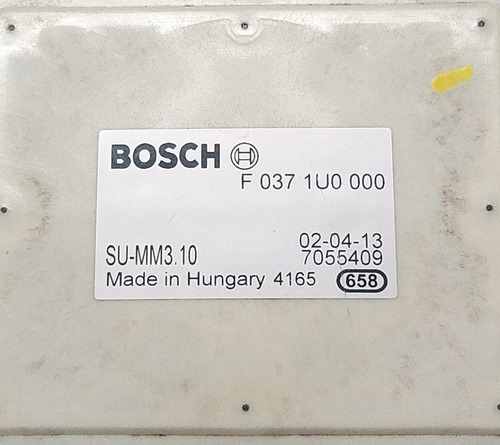 BOSCH
F 037 1U0 000
SU-MM3.10 02-04-13
7055409
Made in Hungary 4165 658